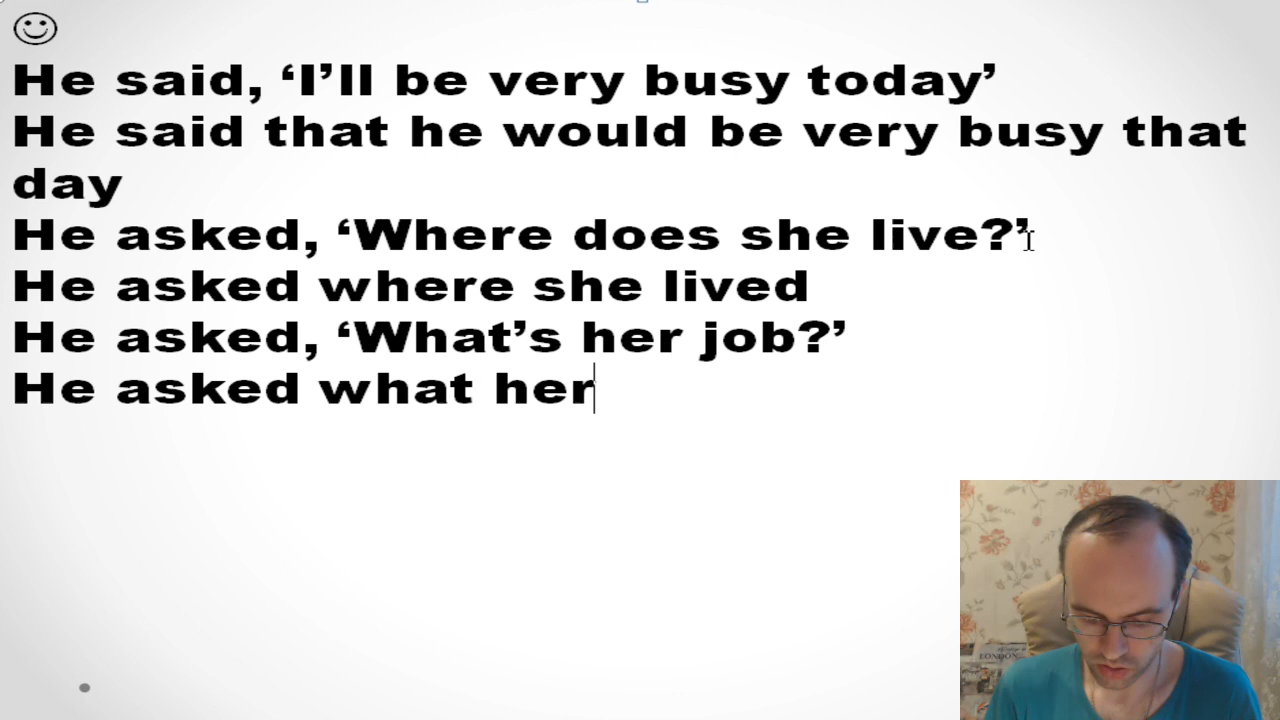 He said, ‘I’ll be very busy today’
He said that he would be very busy that
day
He asked, ‘Where does she live?’
He asked where she lived
He asked, ‘What’s her job?’
He asked what her
LONDON